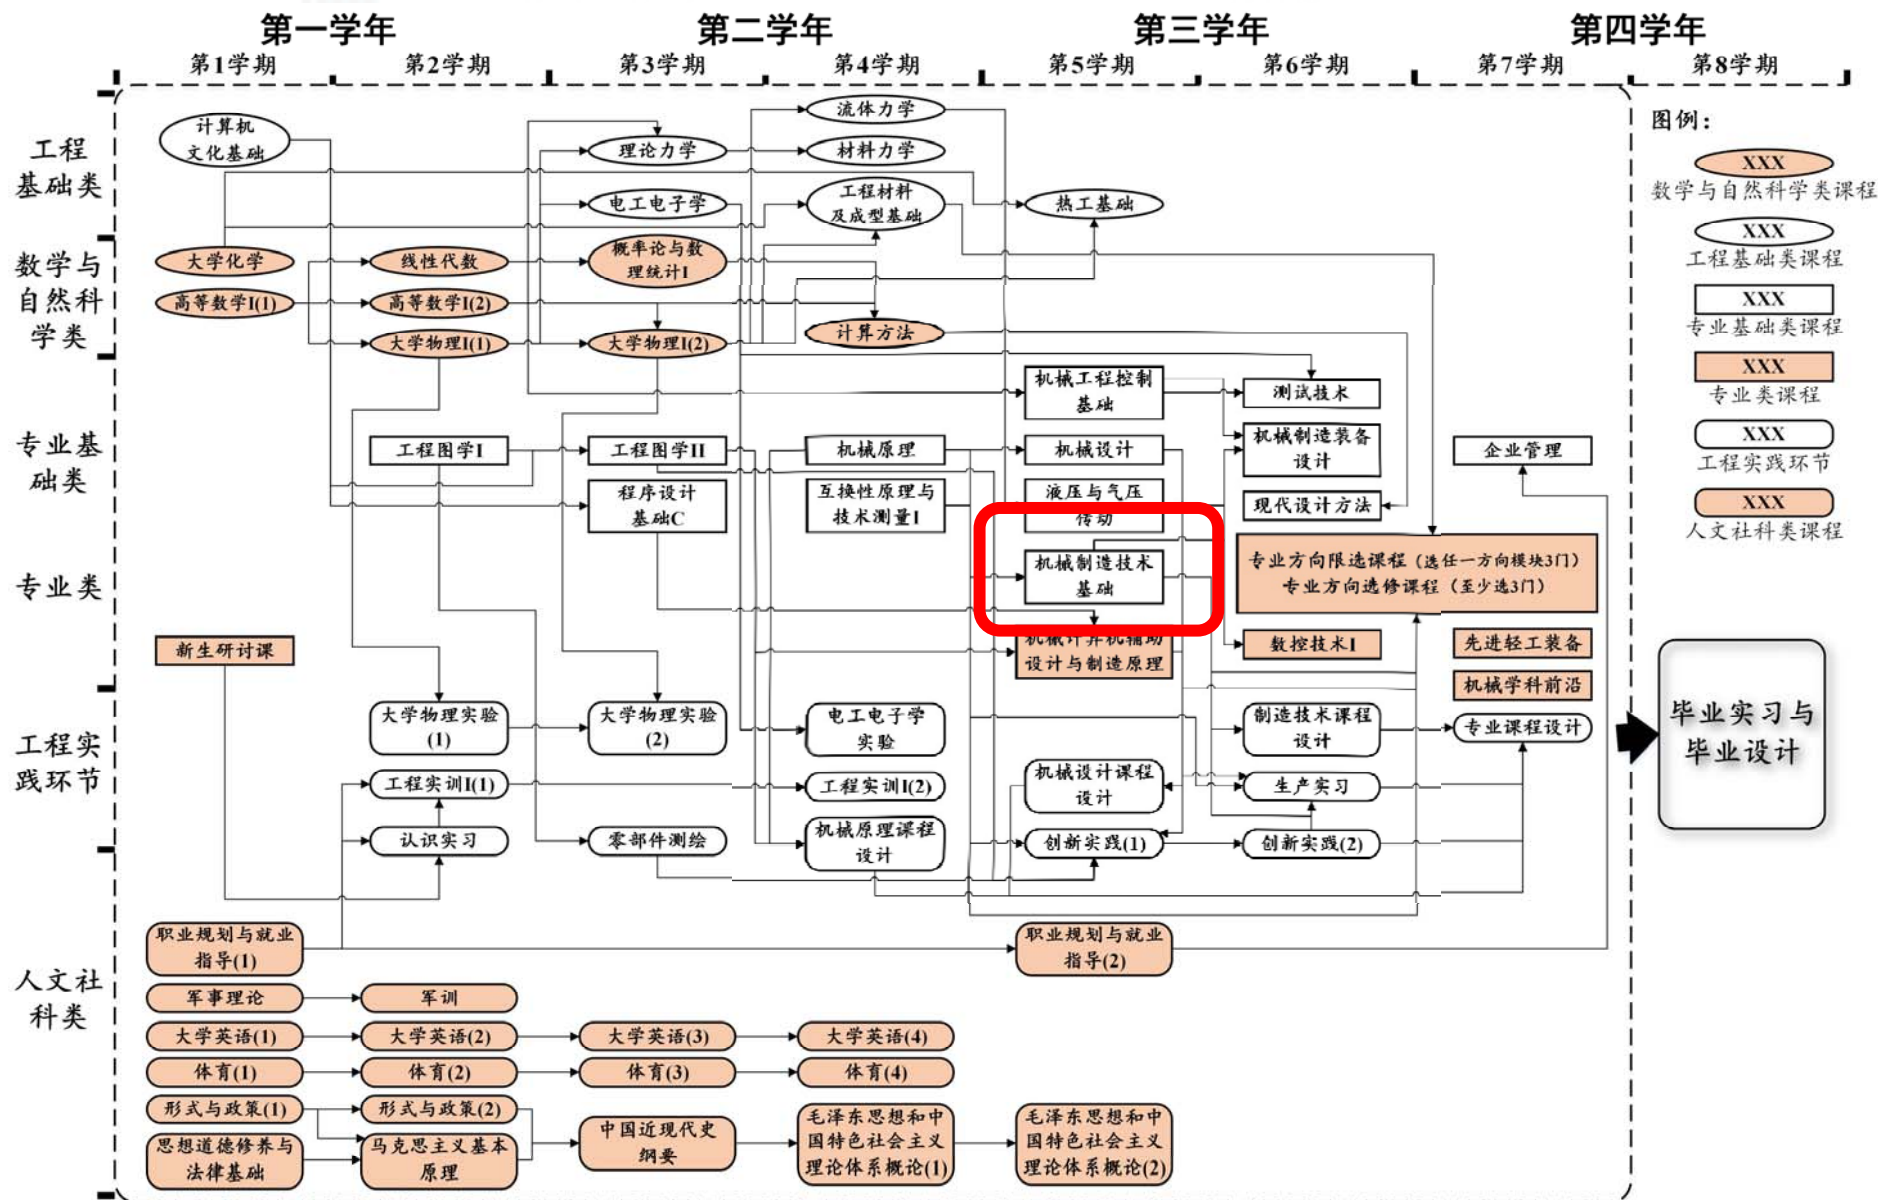 第一学年
第二学年
第三学年
第四学年
第1学期
第2学期
第3学期
第4学期
第5学期
第6学期
第7学期
第8学期
工程
基础类
计算机
文化基础
流体力学
理论力学
材料力学
电工电子学
工程材料
及成型基础
热工基础
数学与
自然科
学类
大学化学
线性代数
概率论与数
理统计I
高等数学I(1)
高等数学I(2)
大学物理I(1)
大学物理I(2)
计算方法
专业基
础类
机械工程控制
基础
测试技术
工程图学I
工程图学II
机械原理
机械设计
机械制造装备
设计
企业管理
程序设计
基础C
互换性原理与
技术测量I
液压与气压
传动
现代设计方法
专业类
机械制造技术
基础
专业方向限选课程（选任一方向模块3门）
专业方向选修课程（至少选3门）
新生研讨课
机械计算机辅助
设计与制造原理
数控技术I
先进轻工装备
机械学科前沿
工程实
践环节
大学物理实验
(1)
大学物理实验
(2)
电工电子学
实验
制造技术课程
设计
专业课程设计
工程实训I(1)
工程实训I(2)
机械设计课程
设计
生产实习
认识实习
零部件测绘
机械原理课程
设计
创新实践(1)
创新实践(2)
人文社
科类
职业规划与就业
指导(1)
职业规划与就业
指导(2)
军事理论
军训
大学英语(1)
大学英语(2)
大学英语(3)
大学英语(4)
体育(1)
体育(2)
体育(3)
体育(4)
形式与政策(1)
形式与政策(2)
思想道德修养与
法律基础
马克思主义基本
原理
中国近现代史
纲要
毛泽东思想和中
国特色社会主义
理论体系概论(1)
毛泽东思想和中
国特色社会主义
理论体系概论(2)
图例：
XXX
数学与自然科学类课程
XXX
工程基础类课程
XXX
专业基础类课程
XXX
专业类课程
XXX
工程实践环节
XXX
人文社科类课程
毕业实习与
毕业设计